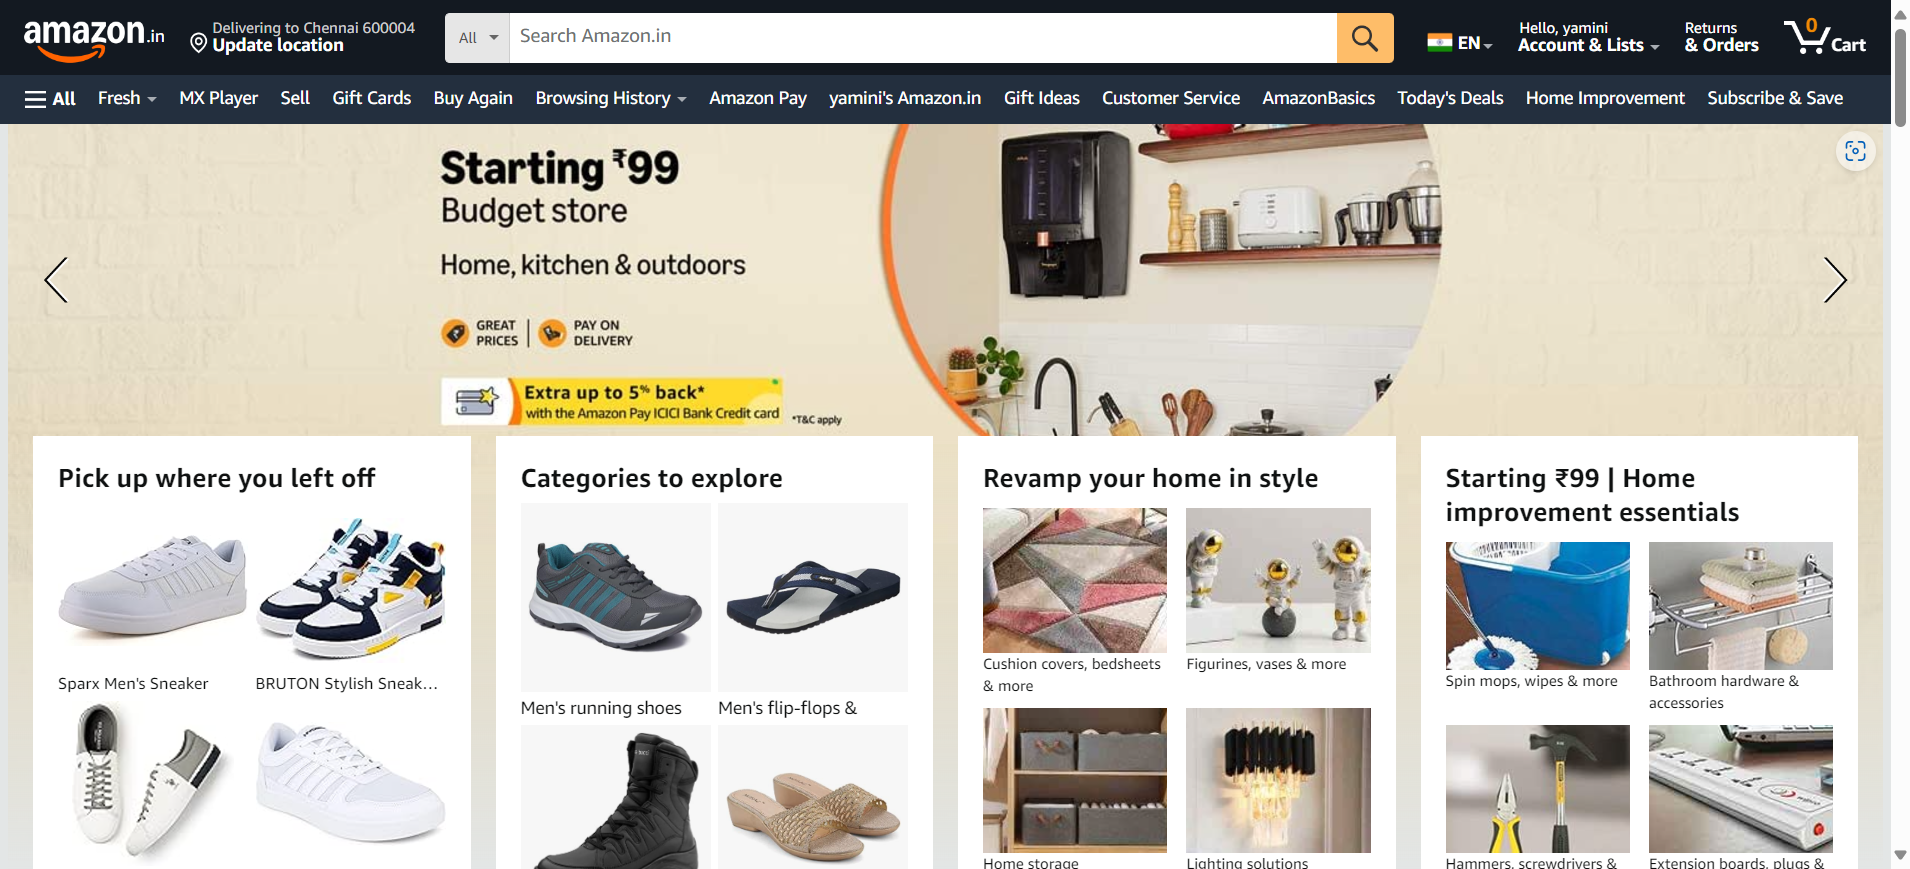 amazon.in
Delivering to Chennai 600004
Update location
All
Search Amazon.in
EN
Hello, yamini
Account & Lists
Returns
& Orders
0
Cart
All
Fresh
MX Player
Sell
Gift Cards
Buy Again
Browsing History
Amazon Pay
yamini's Amazon.in
Gift Ideas
Customer Service
AmazonBasics
Today's Deals
Home Improvement
Subscribe & Save
Starting ₹99
Budget store
Home, kitchen & outdoors
GREAT
PRICES
PAY ON
DELIVERY
Extra up to 5% back*
with the Amazon Pay ICICI Bank Credit card
*T&C apply
Pick up where you left off
Sparx Men's Sneaker
BRUTON Stylish Sneak...
Categories to explore
Men's running shoes
Men's flip-flops &
Revamp your home in style
Cushion covers, bedsheets
& more
Figurines, vases & more
Home storage
Lighting solutions
Starting ₹99 | Home
improvement essentials
Spin mops, wipes & more
Bathroom hardware &
accessories
wipro
Hammers, screwdrivers &
Extension boards, plugs &